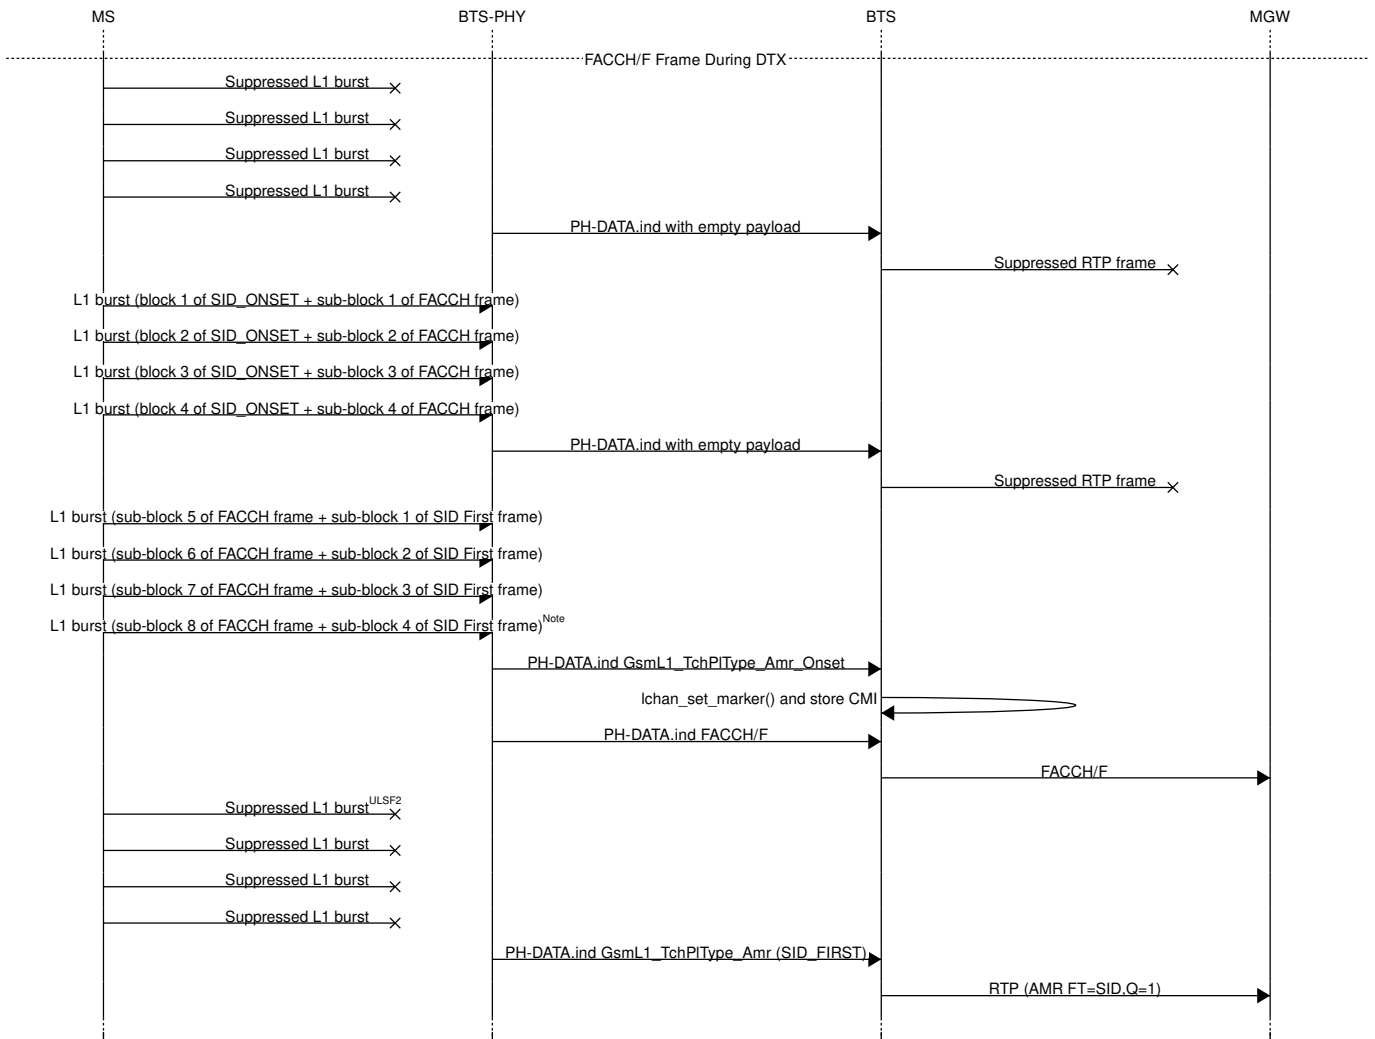 MS BTS-PHY BTS MGW
FACCH/F Frame During DTX
Suppressed L1 burst
Suppressed L1 burst
Suppressed L1 burst
Suppressed L1 burst
PH-DATA.ind with empty payload
Suppressed RTP frame
L1 burst (block 1 of SID_ONSET + sub-block 1 of FACCH frame)
L1 burst (block 2 of SID_ONSET + sub-block 2 of FACCH frame)
L1 burst (block 3 of SID_ONSET + sub-block 3 of FACCH frame)
L1 burst (block 4 of SID_ONSET + sub-block 4 of FACCH frame)
PH-DATA.ind with empty payload
Suppressed RTP frame
L1 burst (sub-block 5 of FACCH frame + sub-block 1 of SID First frame)
L1 burst (sub-block 6 of FACCH frame + sub-block 2 of SID First frame)
L1 burst (sub-block 7 of FACCH frame + sub-block 3 of SID First frame)
L1 burst (sub-block 8 of FACCH frame + sub-block 4 of SID First frame)Note
PH-DATA.ind GsmL1_TchPlType_Amr_Onset
lchan_set_marker() and store CMI
PH-DATA.ind FACCH/F
FACCH/F
Suppressed L1 burstULSF2
Suppressed L1 burst
Suppressed L1 burst
Suppressed L1 burst
PH-DATA.ind GsmL1_TchPlType_Amr (SID_FIRST)
RTP (AMR FT=SID,Q=1)